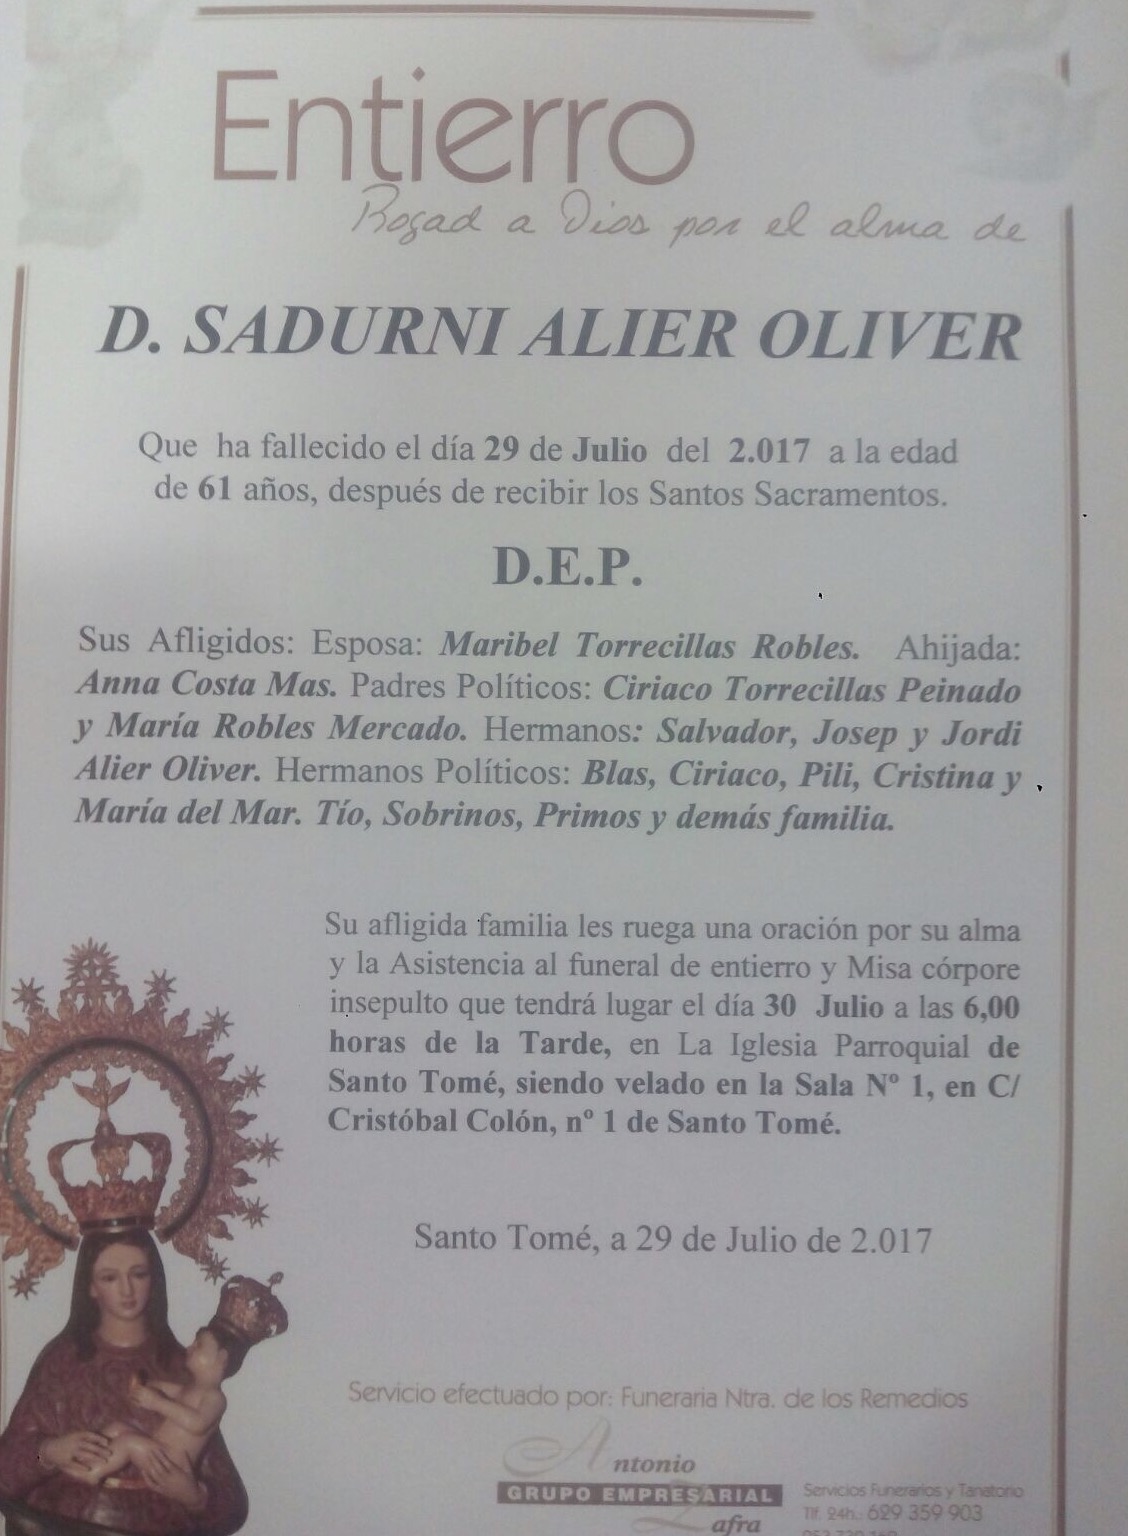 Entierro
Rogad a Dios por el alma de
D. SADURNI ALIER OLIVER
Que ha fallecido el día 29 de Julio del 2.017 a la edad
de 61 años, después de recibir los Santos Sacramentos.
D.E.P.
Sus Afligidos: Esposa: Maribel Torrecillas Robles. Ahijada:
Anna Costa Mas. Padres Políticos: Ciriaco Torrecillas Peinado
y María Robles Mercado. Hermanos: Salvador, Josep y Jordi
Alier Oliver. Hermanos Políticos: Blas, Ciriaco, Pili, Cristina y
María del Mar. Tío, Sobrinos, Primos y demás familia.
Su afligida familia les ruega una oración por su alma
y la Asistencia al funeral de entierro y Misa córpore
insepulto que tendrá lugar el día 30 Julio a las 6,00
horas de la Tarde, en La Iglesia Parroquial de
Santo Tomé, siendo velado en la Sala Nº 1, en C/
Cristóbal Colón, nº 1 de Santo Tomé.
Santo Tomé, a 29 de Julio de 2.017
Servicio efectuado por: Funeraria Ntra. de los Remedios
Antonio
GRUPO EMPRESARIAL
Zafra
Servicios Funerarios y Tanatorio
Tlf. 24h.: 629 359 903